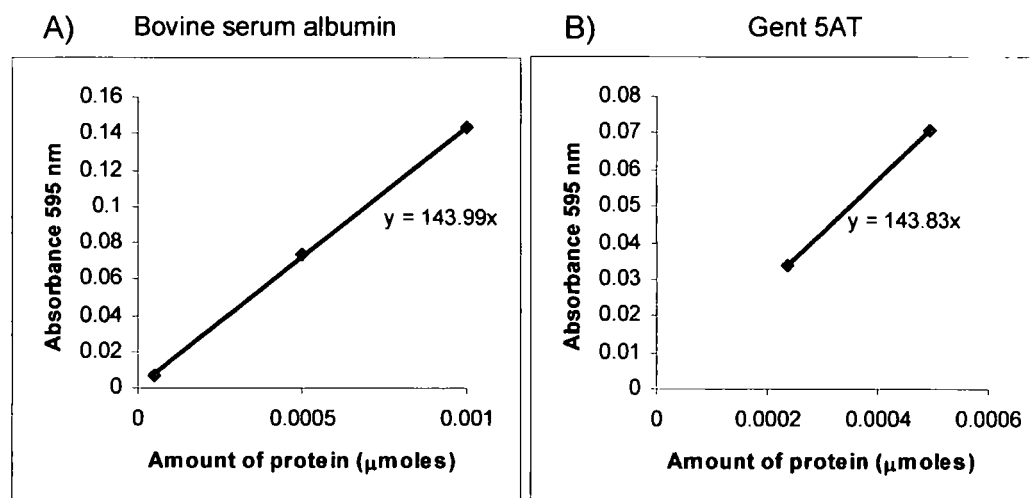 A) Bovine serum albumin
Absorbance 595 nm
0.16
0.14
0.12
0.1
0.08
0.06
0.04
0.02
0
y = 143.99x
0 0.0005 0.001
Amount of protein (μmoles)
B) Gent 5AT
Absorbance 595 nm
0.08
0.07
0.06
0.05
0.04
0.03
0.02
0.01
0
y = 143.83x
0 0.0002 0.0004 0.0006
Amount of protein (μmoles)